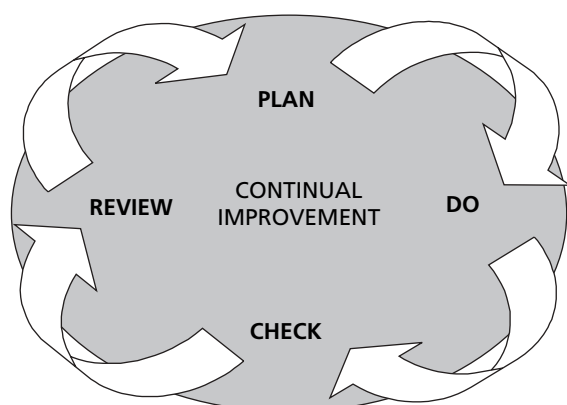 PLAN
REVIEW
CONTINUAL
IMPROVEMENT
DO
CHECK